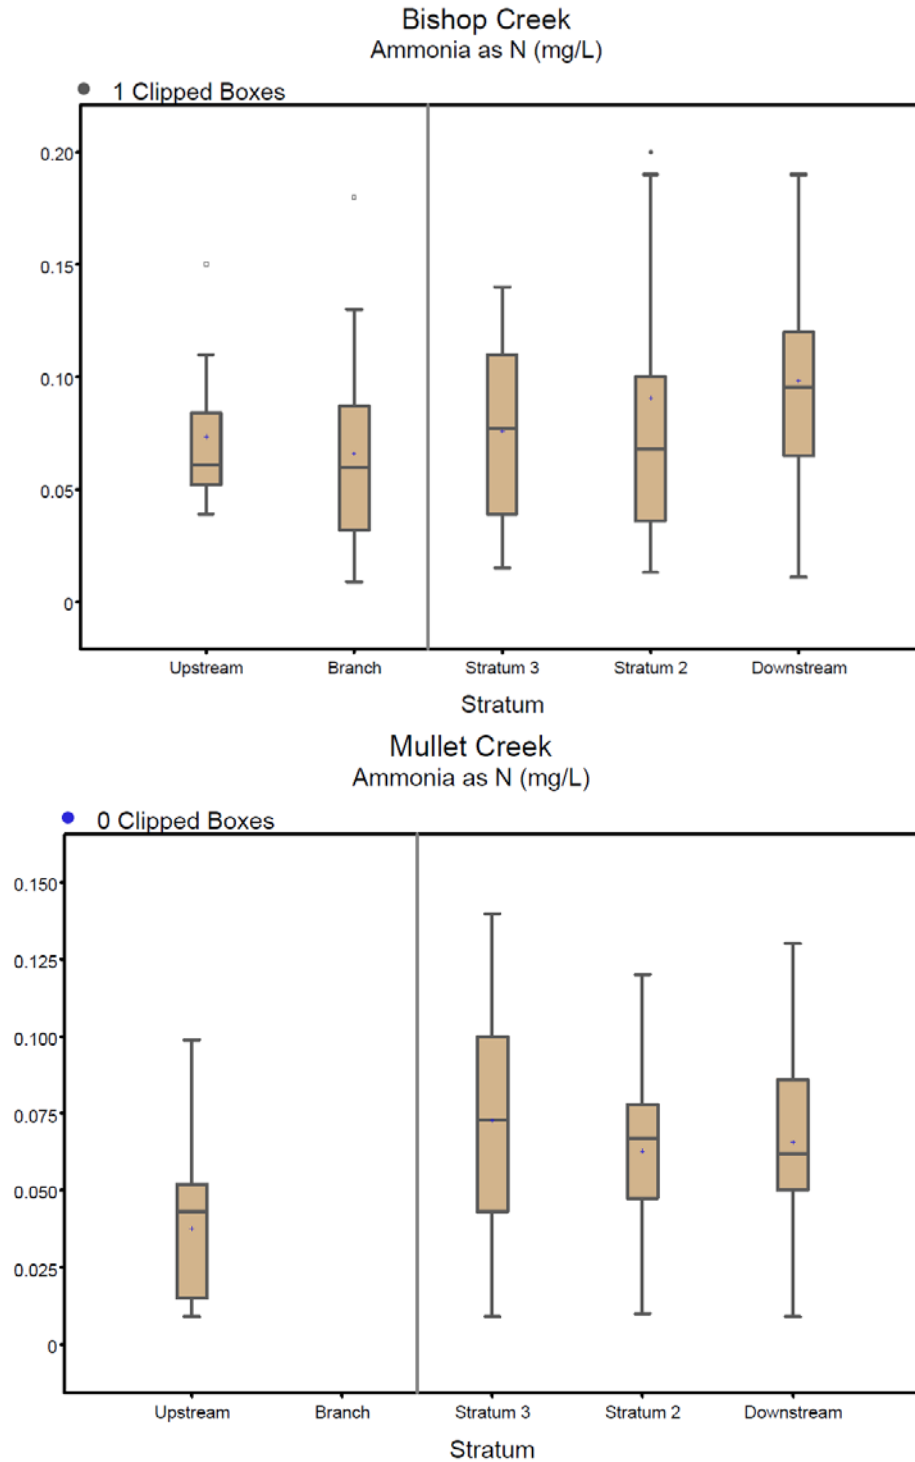 Bishop Creek
Ammonia as N (mg/L)
1 Clipped Boxes
0.20
0.15
0.10
0.05
0
Upstream Branch Stratum 3 Stratum 2 Downstream
Stratum
Mullet Creek
Ammonia as N (mg/L)
0 Clipped Boxes
0.150
0.125
0.100
0.075
0.050
0.025
0
Upstream Branch Stratum 3 Stratum 2 Downstream
Stratum